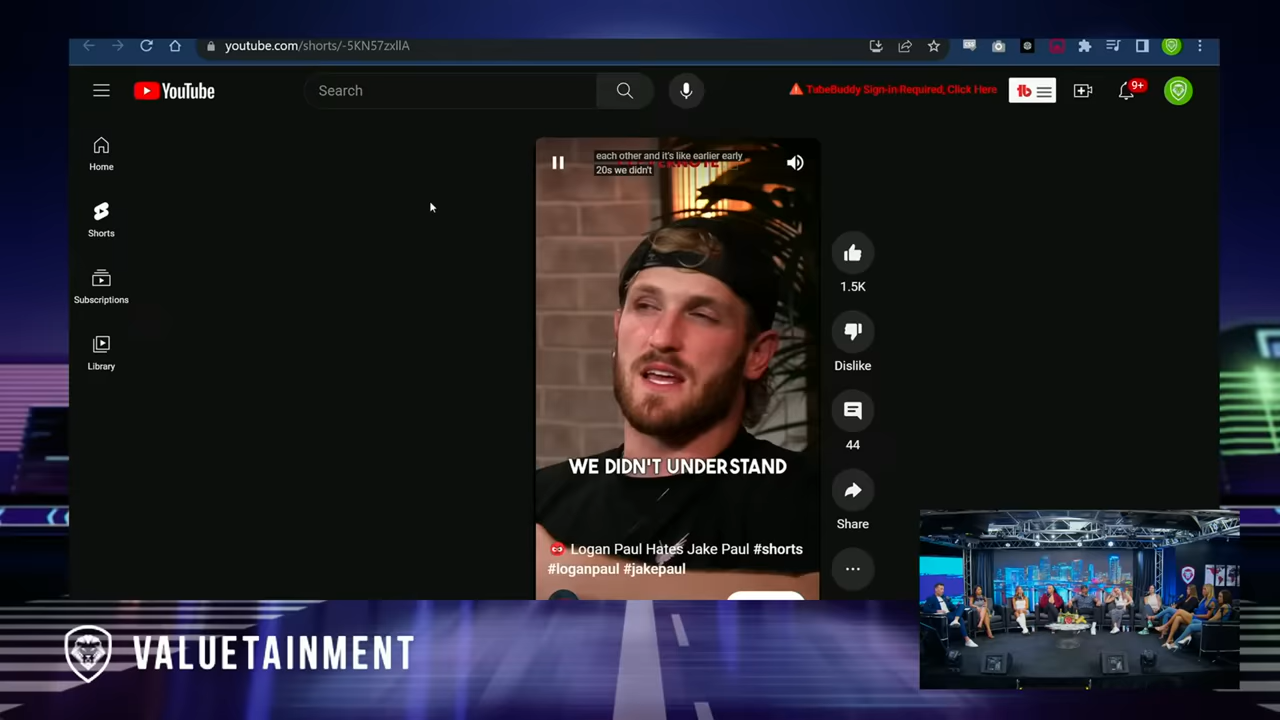 youtube.com/shorts/-5KN57zxllA
YouTube
Search
TubeBuddy Sign-in Required, Click Here
tb
9+
Home
Shorts
Subscriptions
Library
each other and it's like earlier early
20s we didn't
WE DIDN'T UNDERSTAND
Logan Paul Hates Jake Paul #shorts
#loganpaul #jakepaul
1.5K
Dislike
44
Share
VALUETAINMENT